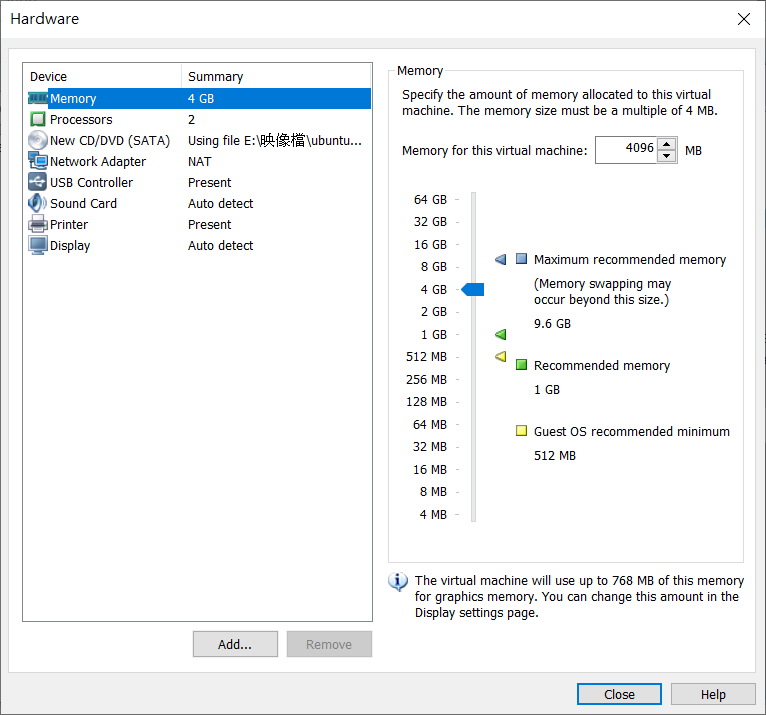 Hardware
Device Summary
Memory 4 GB
Processors 2
New CD/DVD (SATA) Using file E:\映像檔\ubuntu...
Network Adapter NAT
USB Controller Present
Sound Card Auto detect
Printer Present
Display Auto detect
Add...
Remove
Memory
Specify the amount of memory allocated to this virtual
machine. The memory size must be a multiple of 4 MB.
Memory for this virtual machine: 4096 MB
64 GB
32 GB
16 GB
8 GB
4 GB
2 GB
1 GB
512 MB
256 MB
128 MB
64 MB
32 MB
16 MB
8 MB
4 MB
Maximum recommended memory
(Memory swapping may
occur beyond this size.)
9.6 GB
Recommended memory
1 GB
Guest OS recommended minimum
512 MB
The virtual machine will use up to 768 MB of this memory
for graphics memory. You can change this amount in the
Display settings page.
Close
Help